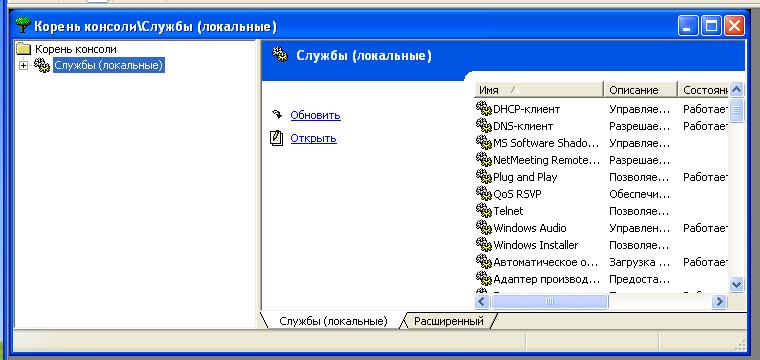 Корень консоли\Службы (локальные)
Корень консоли
Службы (локальные)
Службы (локальные)
Обновить
Открыть
Имя Описание Состояни
DHCP-клиент Управляе... Работает
DNS-клиент Разрешае... Работает
MS Software Shado... Управляе...
NetMeeting Remote... Разрешае...
Plug and Play Позволяе... Работает
QoS RSVP Обеспечи...
Telnet Позволяе...
Windows Audio Управлен... Работает
Windows Installer Позволяе...
Автоматическое о... Загрузка ... Работает
Адаптер производ... Предоста...
Службы (локальные) Расширенный